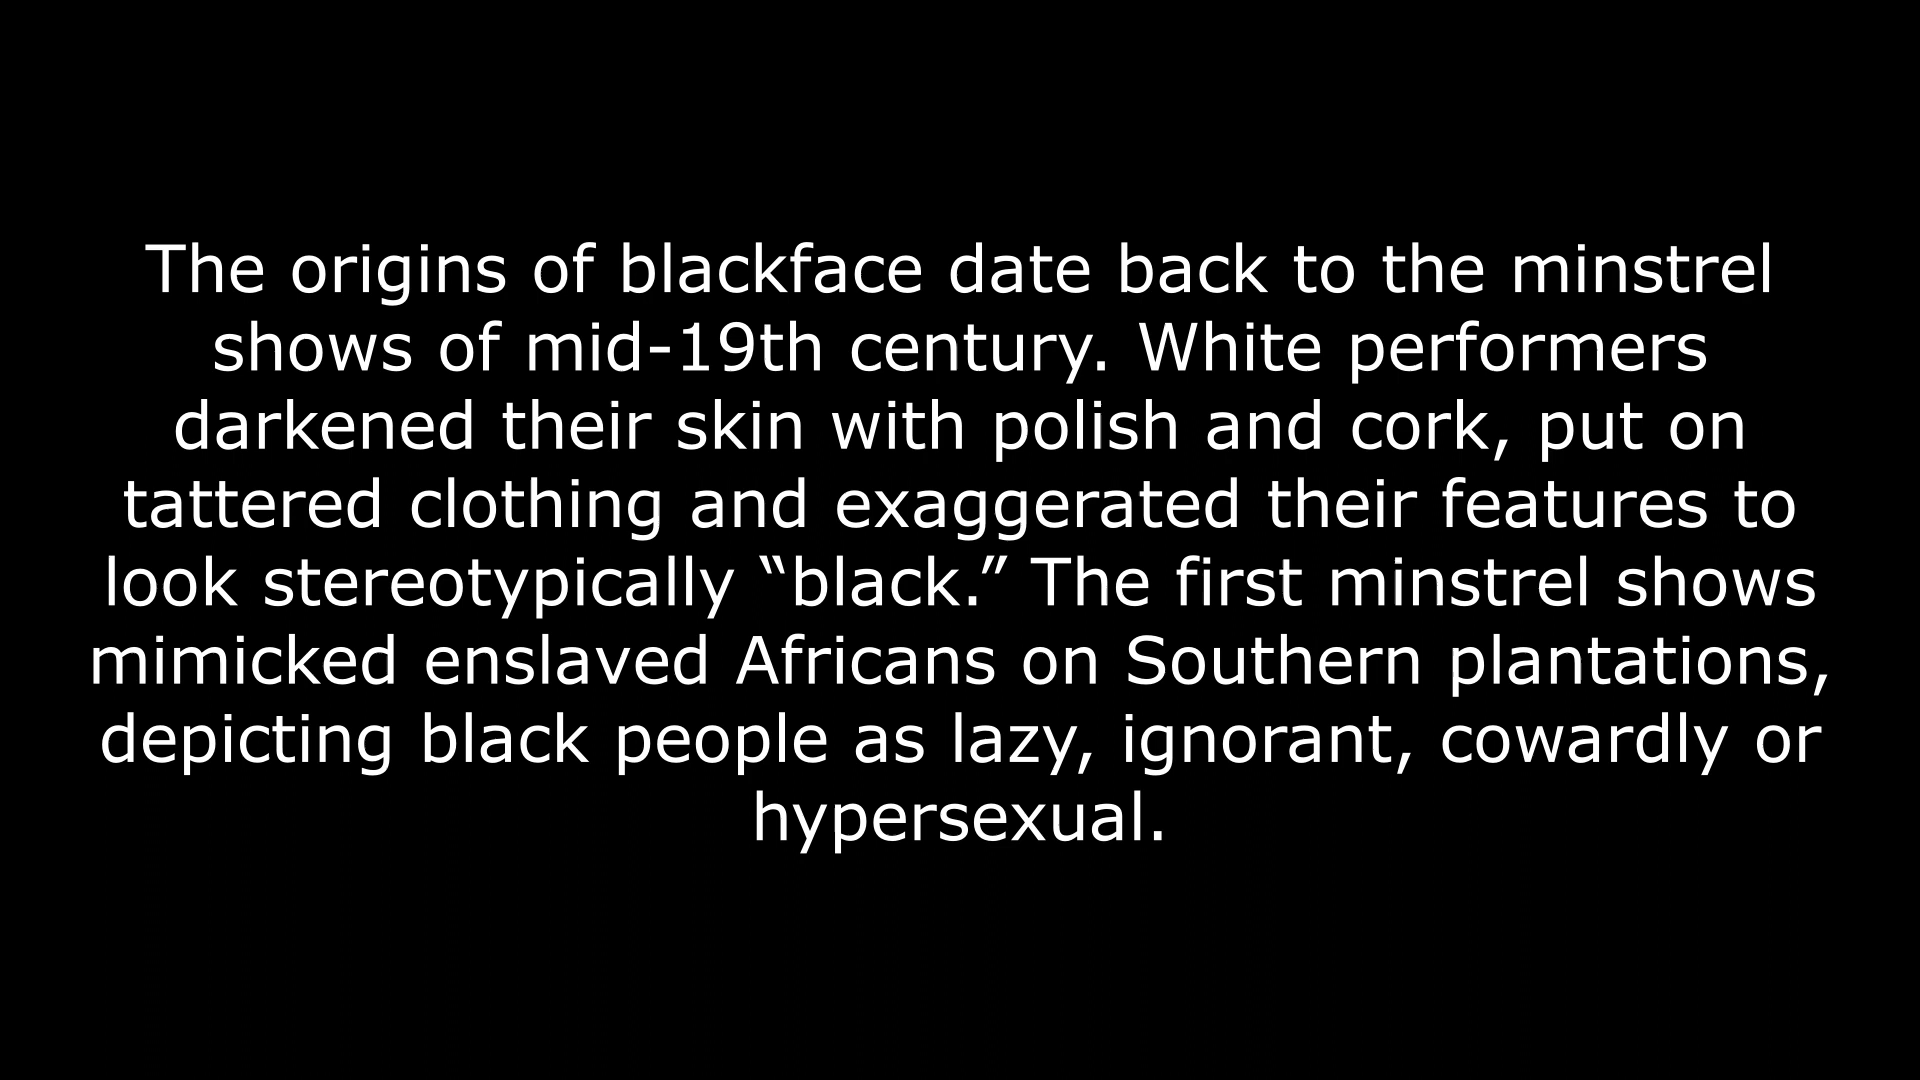 The origins of blackface date back to the minstrel
shows of mid-19th century. White performers
darkened their skin with polish and cork, put on
tattered clothing and exaggerated their features to
look stereotypically “black.” The first minstrel shows
mimicked enslaved Africans on Southern plantations,
depicting black people as lazy, ignorant, cowardly or
hypersexual.